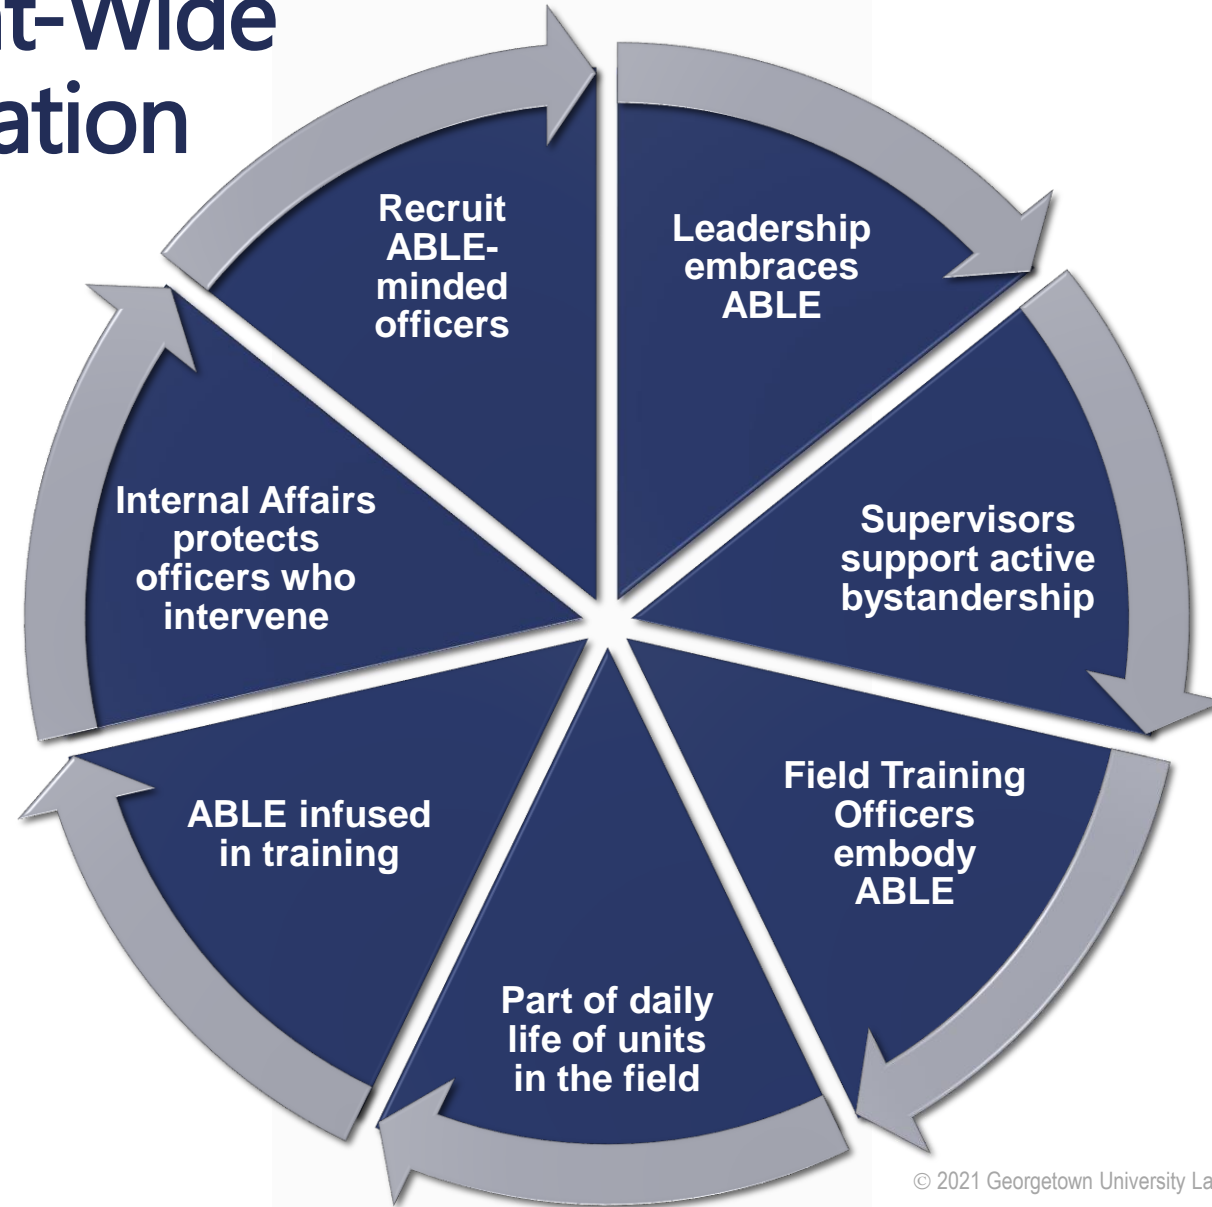 nt-Wide
ation
Recruit
ABLE-
minded
officers
Leadership
embraces
ABLE
Supervisors
support active
bystandership
Field Training
Officers
embody
ABLE
Part of daily
life of units
in the field
ABLE infused
in training
Internal Affairs
protects
officers who
intervene
© 2021 Georgetown University La